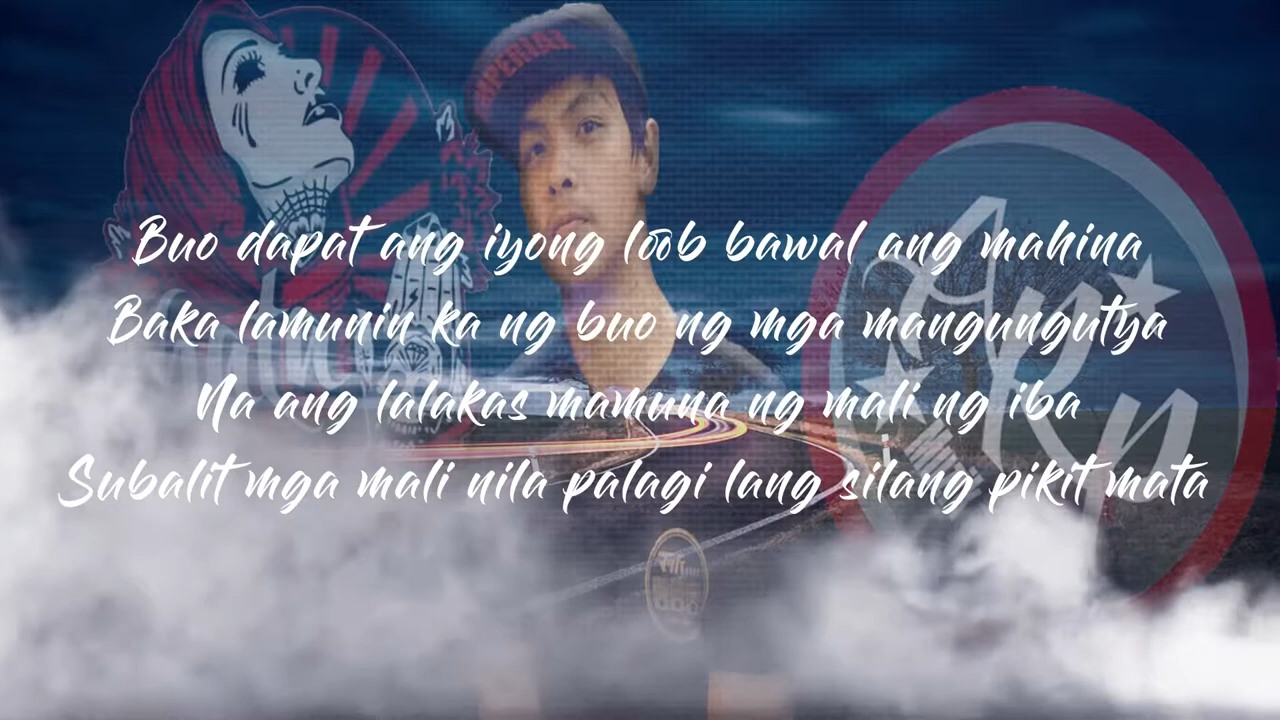 IMPERIAL
Buo dapat ang iyong loob bawal ang mahina
Baka lamunin ka ng buo ng mga mangungutya
Na ang lalakas mamuna ng mali ng iba
Subalit mga mali nila palagi lang silang pikit mata